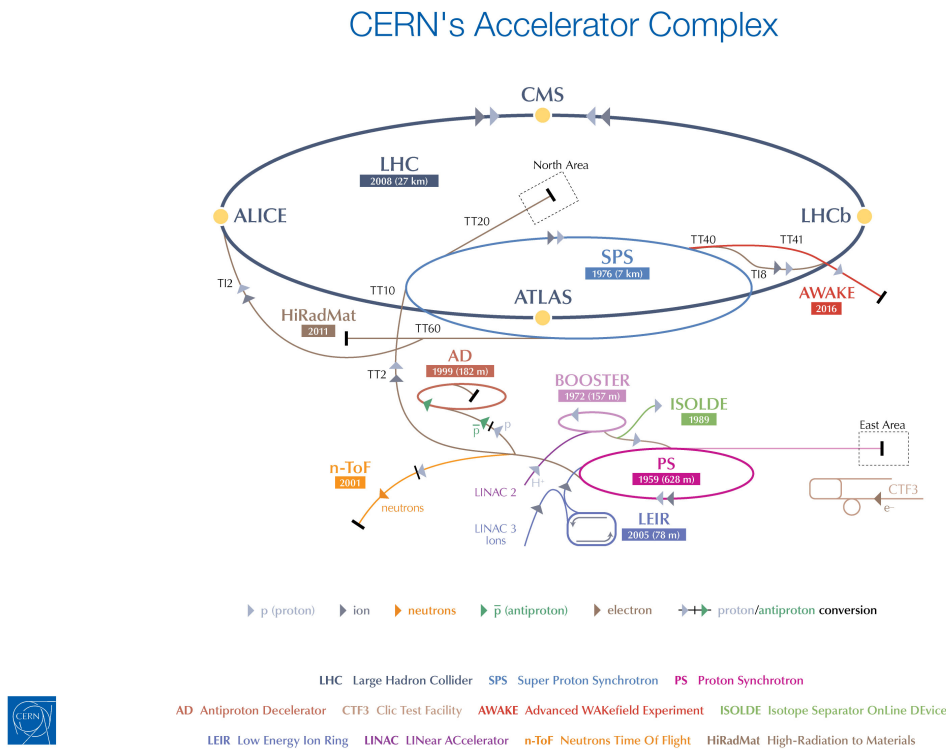 CERN's Accelerator Complex
CMS
LHC
2008 (27 km)
North Area
ALICE
LHCb
TT20
TT40
TT41
SPS
1976 (7 km)
TI2
TT10
TI8
ATLAS
AWAKE
2016
HiRadMat
2011
TT60
AD
1999 (182 m)
TT2
BOOSTER
1972 (157 m)
ISOLDE
1989
p
p
East Area
n-ToF
2001
PS
1959 (628 m)
H+
LINAC 2
neutrons
CTF3
e-
LEIR
2005 (78 m)
LINAC 3
Ions
p (proton)
ion
neutrons
p (antiproton)
electron
proton/antiproton conversion
LHC Large Hadron Collider SPS Super Proton Synchrotron PS Proton Synchrotron
AD Antiproton Decelerator CTF3 Clic Test Facility AWAKE Advanced WAKefield Experiment ISOLDE Isotope Separator OnLine DEvice
LEIR Low Energy Ion Ring LINAC LINear ACcelerator n-ToF Neutrons Time Of Flight HiRadMat High-Radiation to Materials
CERN